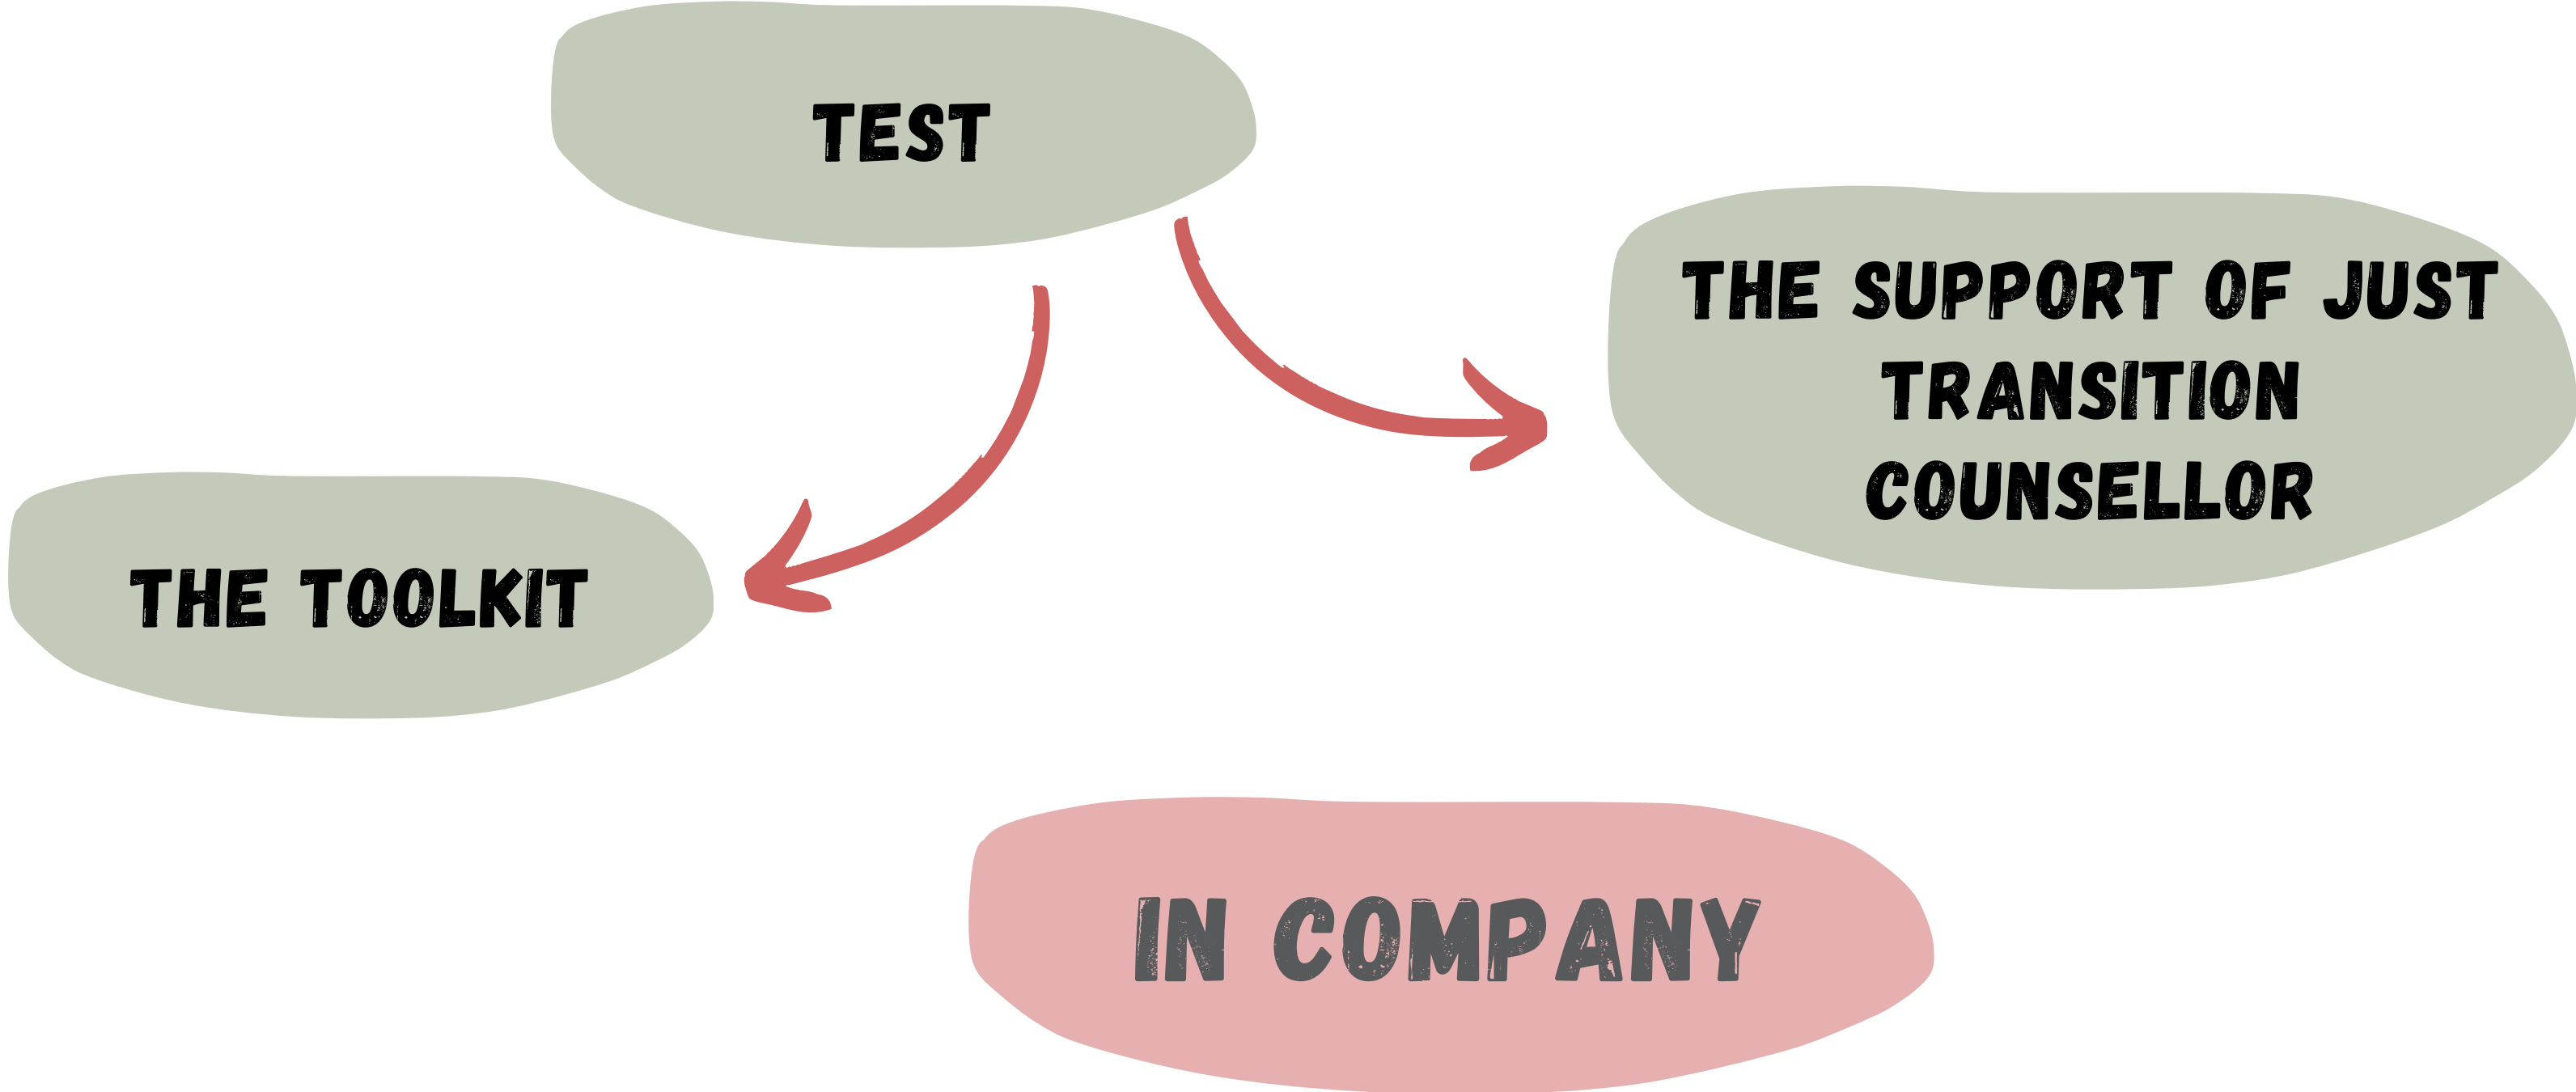 TEST
THE SUPPORT OF JUST
TRANSITION
COUNSELLOR
THE TOOLKIT
IN COMPANY